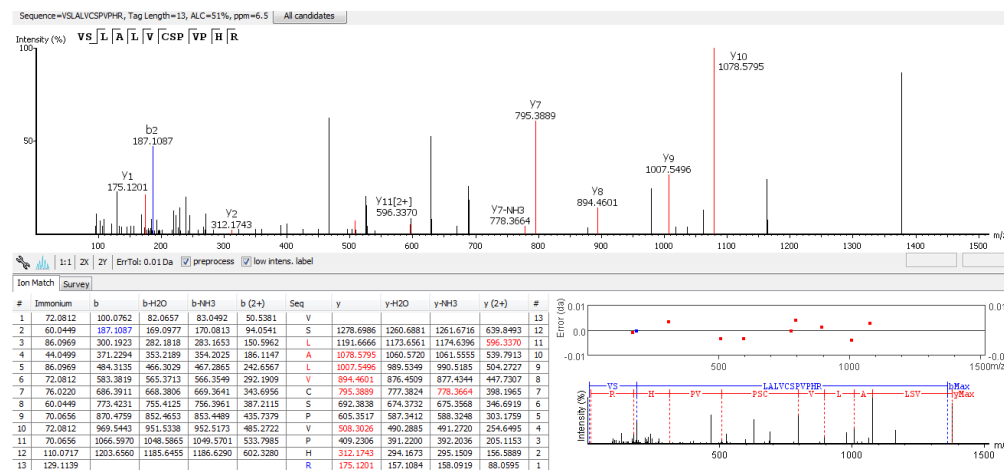 Sequence=VSLALVCSPVPHR, Tag Length=13, ALC=51%, ppm=6.5 All candidates
Intensity (%) VS L A L V CSP VP H R
100
y10
1078.5795
y7
795.3889
b2
187.1087
50
y1
175.1201
y2
312.1743
y11[2+]
596.3370
y7-NH3
778.3664
y8
894.4601
y9
1007.5496
100 200 300 400 500 600 700 800 900 1000 1100 1200 1300 1400 1500 m/z
1:1 2X 2Y ErrTol: 0.01 Da preprocess low intens. label
Ion Match Survey
# Immonium b b-H2O b-NH3 b (2+) Seq y y-H2O y-NH3 y (2+) #
1 72.0812 100.0762 82.0657 83.0492 50.5381 V 13
2 60.0449 187.1087 169.0977 170.0813 94.0541 S 1278.6986 1260.6881 1261.6716 639.8493 12
3 86.0969 300.1923 282.1818 283.1653 150.5962 L 1191.6666 1173.6561 1174.6396 596.3370 11
4 44.0499 371.2294 353.2189 354.2025 186.1147 A 1078.5795 1060.5720 1061.5555 539.7913 10
5 86.0969 484.3135 466.3029 467.2865 242.6567 L 1007.5496 989.5349 990.5185 504.2727 9
6 72.0812 583.3819 565.3713 566.3549 292.1909 V 894.4601 876.4509 877.4344 447.7308 8
7 76.0220 686.3911 668.3806 669.3641 343.6956 C 795.3889 777.3824 778.3664 398.1965 7
8 60.0449 773.4231 755.4125 756.3961 387.2115 S 692.3838 674.3732 675.3568 346.6919 6
9 70.0656 870.4759 852.4653 853.4489 435.7379 P 605.3517 587.3412 588.3248 303.1759 5
10 72.0812 969.5443 951.5338 952.5173 485.2722 V 508.3026 490.2885 491.2720 254.6495 4
11 70.0656 1066.5970 1048.5865 1049.5701 533.7985 P 409.2306 391.2200 392.2036 205.1153 3
12 110.0717 1203.6560 1185.6455 1186.6290 602.3280 H 312.1743 294.1673 295.1509 156.5889 2
13 129.1139 R 175.1201 157.1084 158.0919 88.0595 1
Error (da)
0.01
0.0
-0.01
500 1000 m/z
Intensity (%)
VS LALVCSPVPHR bMax
R H PV PSC V L A LSV yMax
500 1000 m/z